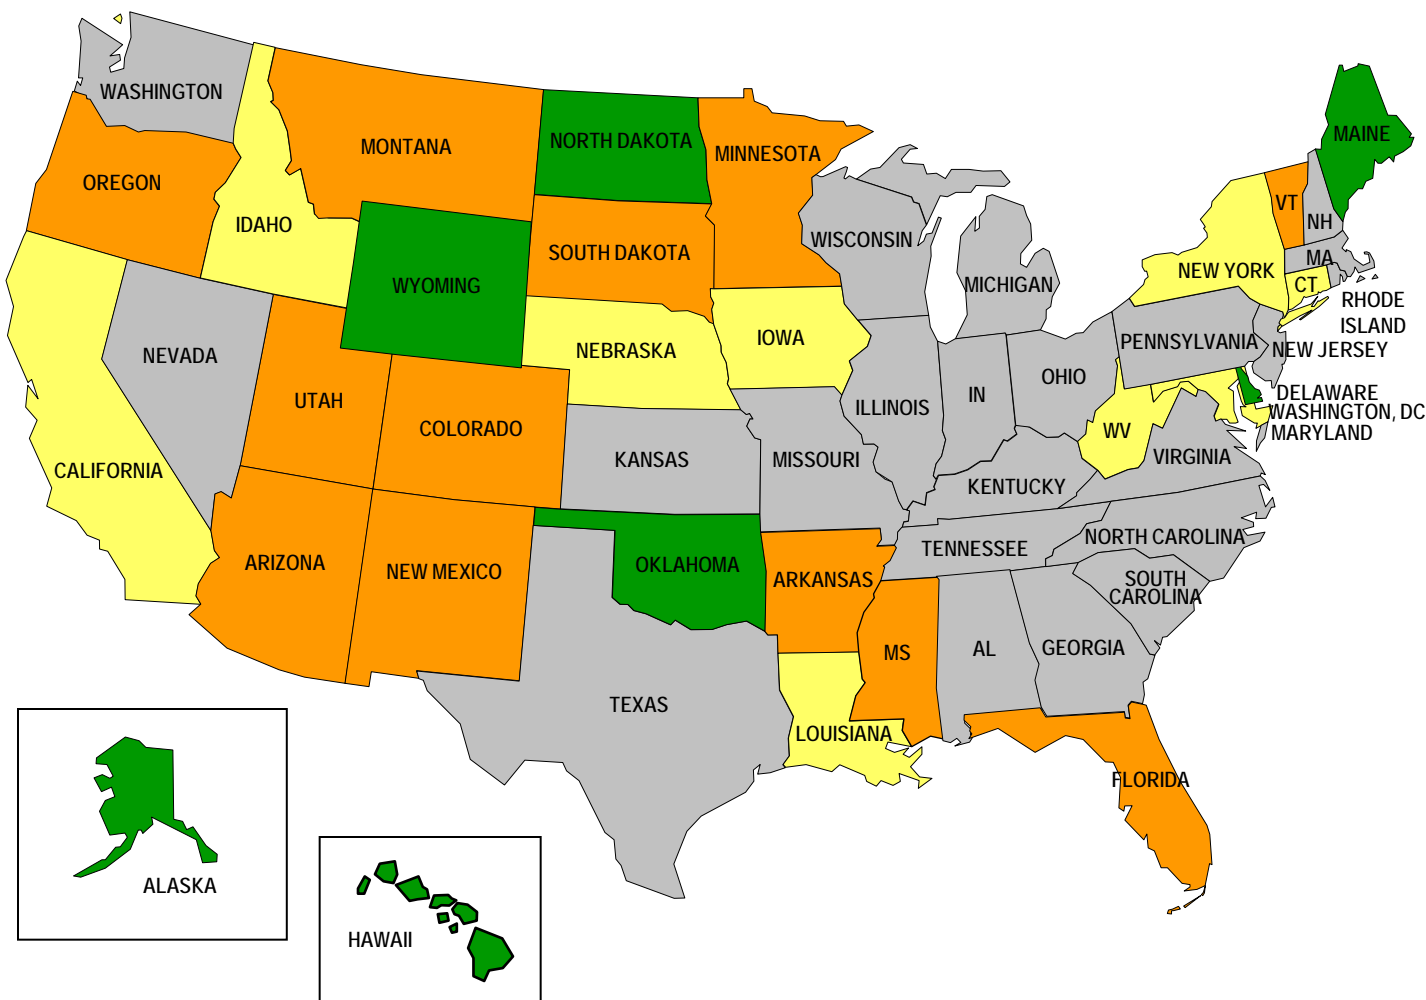 WASHINGTON
MAINE
NORTH DAKOTA
MONTANA
MINNESOTA
OREGON
VT
NH
IDAHO
WISCONSIN
SOUTH DAKOTA
MA
NEW YORK
WYOMING
MICHIGAN
CT
RHODE
ISLAND
IOWA
PENNSYLVANIA
NEBRASKA
NEW JERSEY
NEVADA
OHIO
DELAWARE
IN
UTAH
ILLINOIS
WASHINGTON, DC
COLORADO
WV
MARYLAND
KANSAS
MISSOURI
VIRGINIA
CALIFORNIA
KENTUCKY
NORTH CAROLINA
TENNESSEE
ARIZONA
OKLAHOMA
NEW MEXICO
ARKANSAS
SOUTH
CAROLINA
MS
AL
GEORGIA
TEXAS
LOUISIANA
FLORIDA
ALASKA
HAWAII